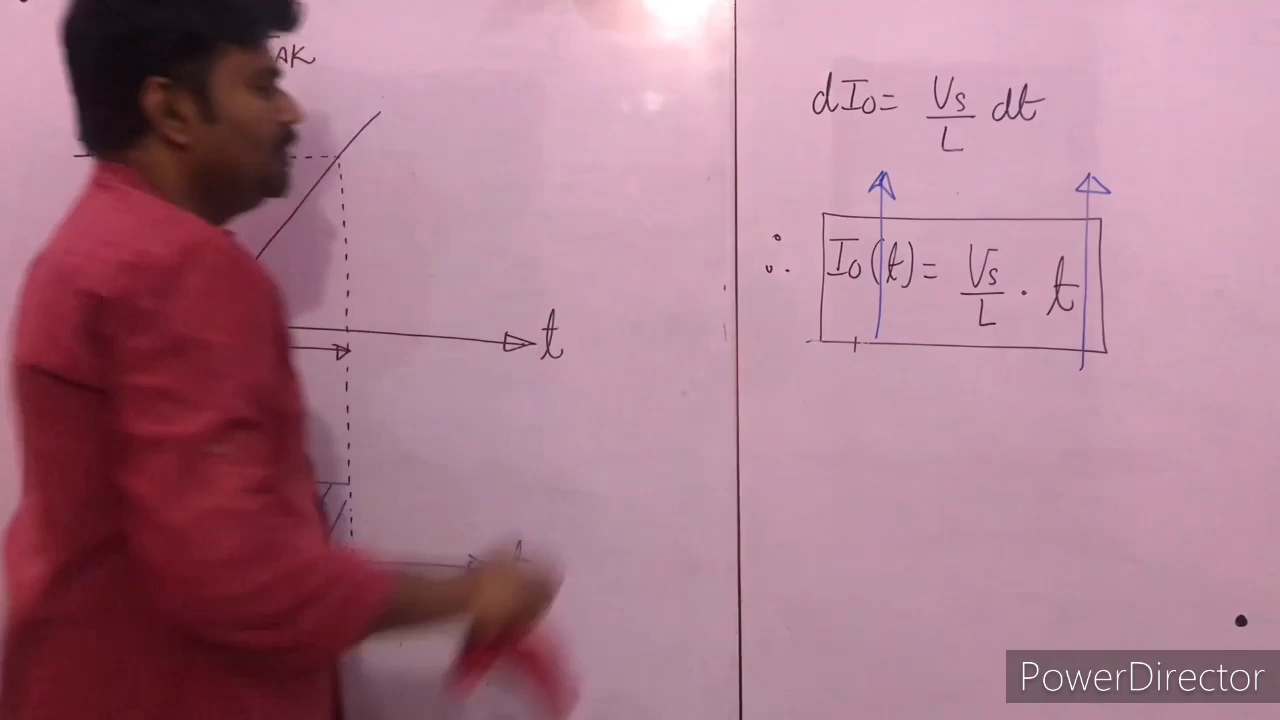 AK
t
dI₀ = Vs/L dt
∴ I₀(t) = Vs/L · t
PowerDirector